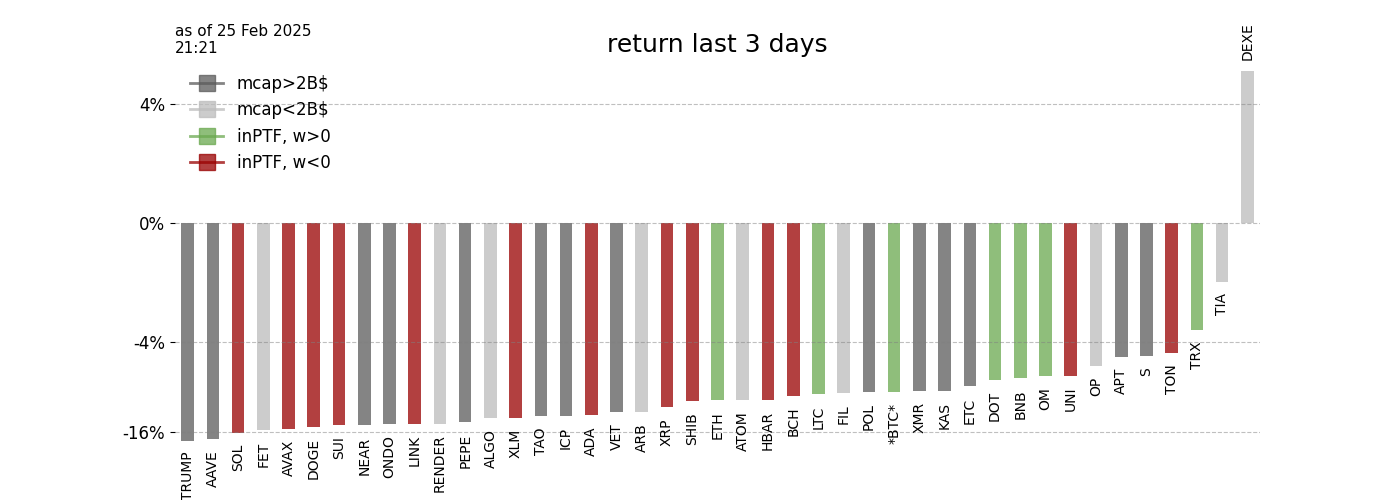 as of 25 Feb 2025
21:21
return last 3 days
mcap>2B$
mcap<2B$
inPTF, w>0
inPTF, w<0
4%
0%
-4%
-16%
TRUMP
AAVE
SOL
FET
AVAX
DOGE
SUI
NEAR
ONDO
LINK
RENDER
PEPE
ALGO
XLM
TAO
ICP
ADA
VET
ARB
XRP
SHIB
ETH
ATOM
HBAR
BCH
LTC
FIL
POL
*BTC*
XMR
KAS
ETC
DOT
BNB
OM
UNI
OP
APT
S
TON
TRX
TIA
DEXE